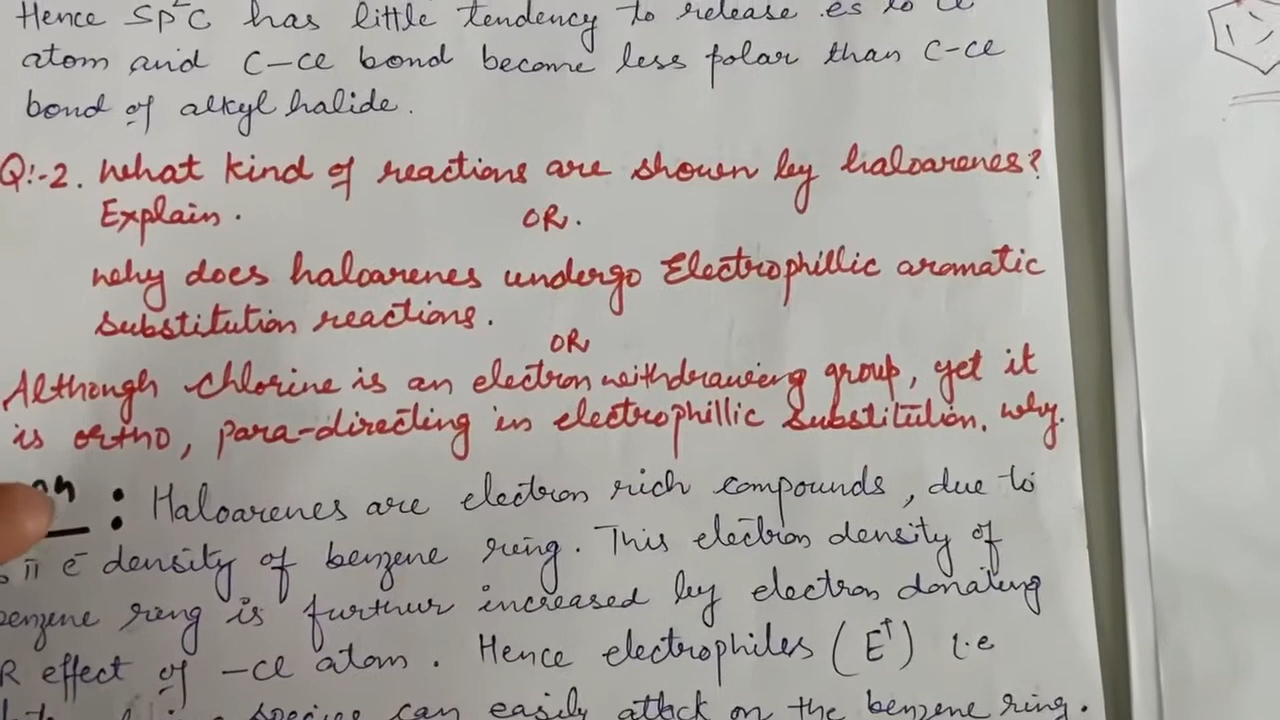 Hence sp²c has little tendency to release es to cl
atom and C-Cl bond become less polar than C-Cl
bond of alkyl halide.
Q:-2. What kind of reactions are shown by haloarenes?
Explain.
OR.
why does haloarenes undergo Electrophillic aromatic
substitution reactions.
OR
Although chlorine is an electron withdrawing group, yet it
is ortho, para-directing in electrophillic substitution. why.
: Haloarenes are electron rich compounds, due to
π e̅ density of benzene ring. This electron density of
benzene ring is further increased by electron donating
R effect of -Cl atom. Hence electrophiles (E⁺) i.e
species can easily attack on the benzene ring.